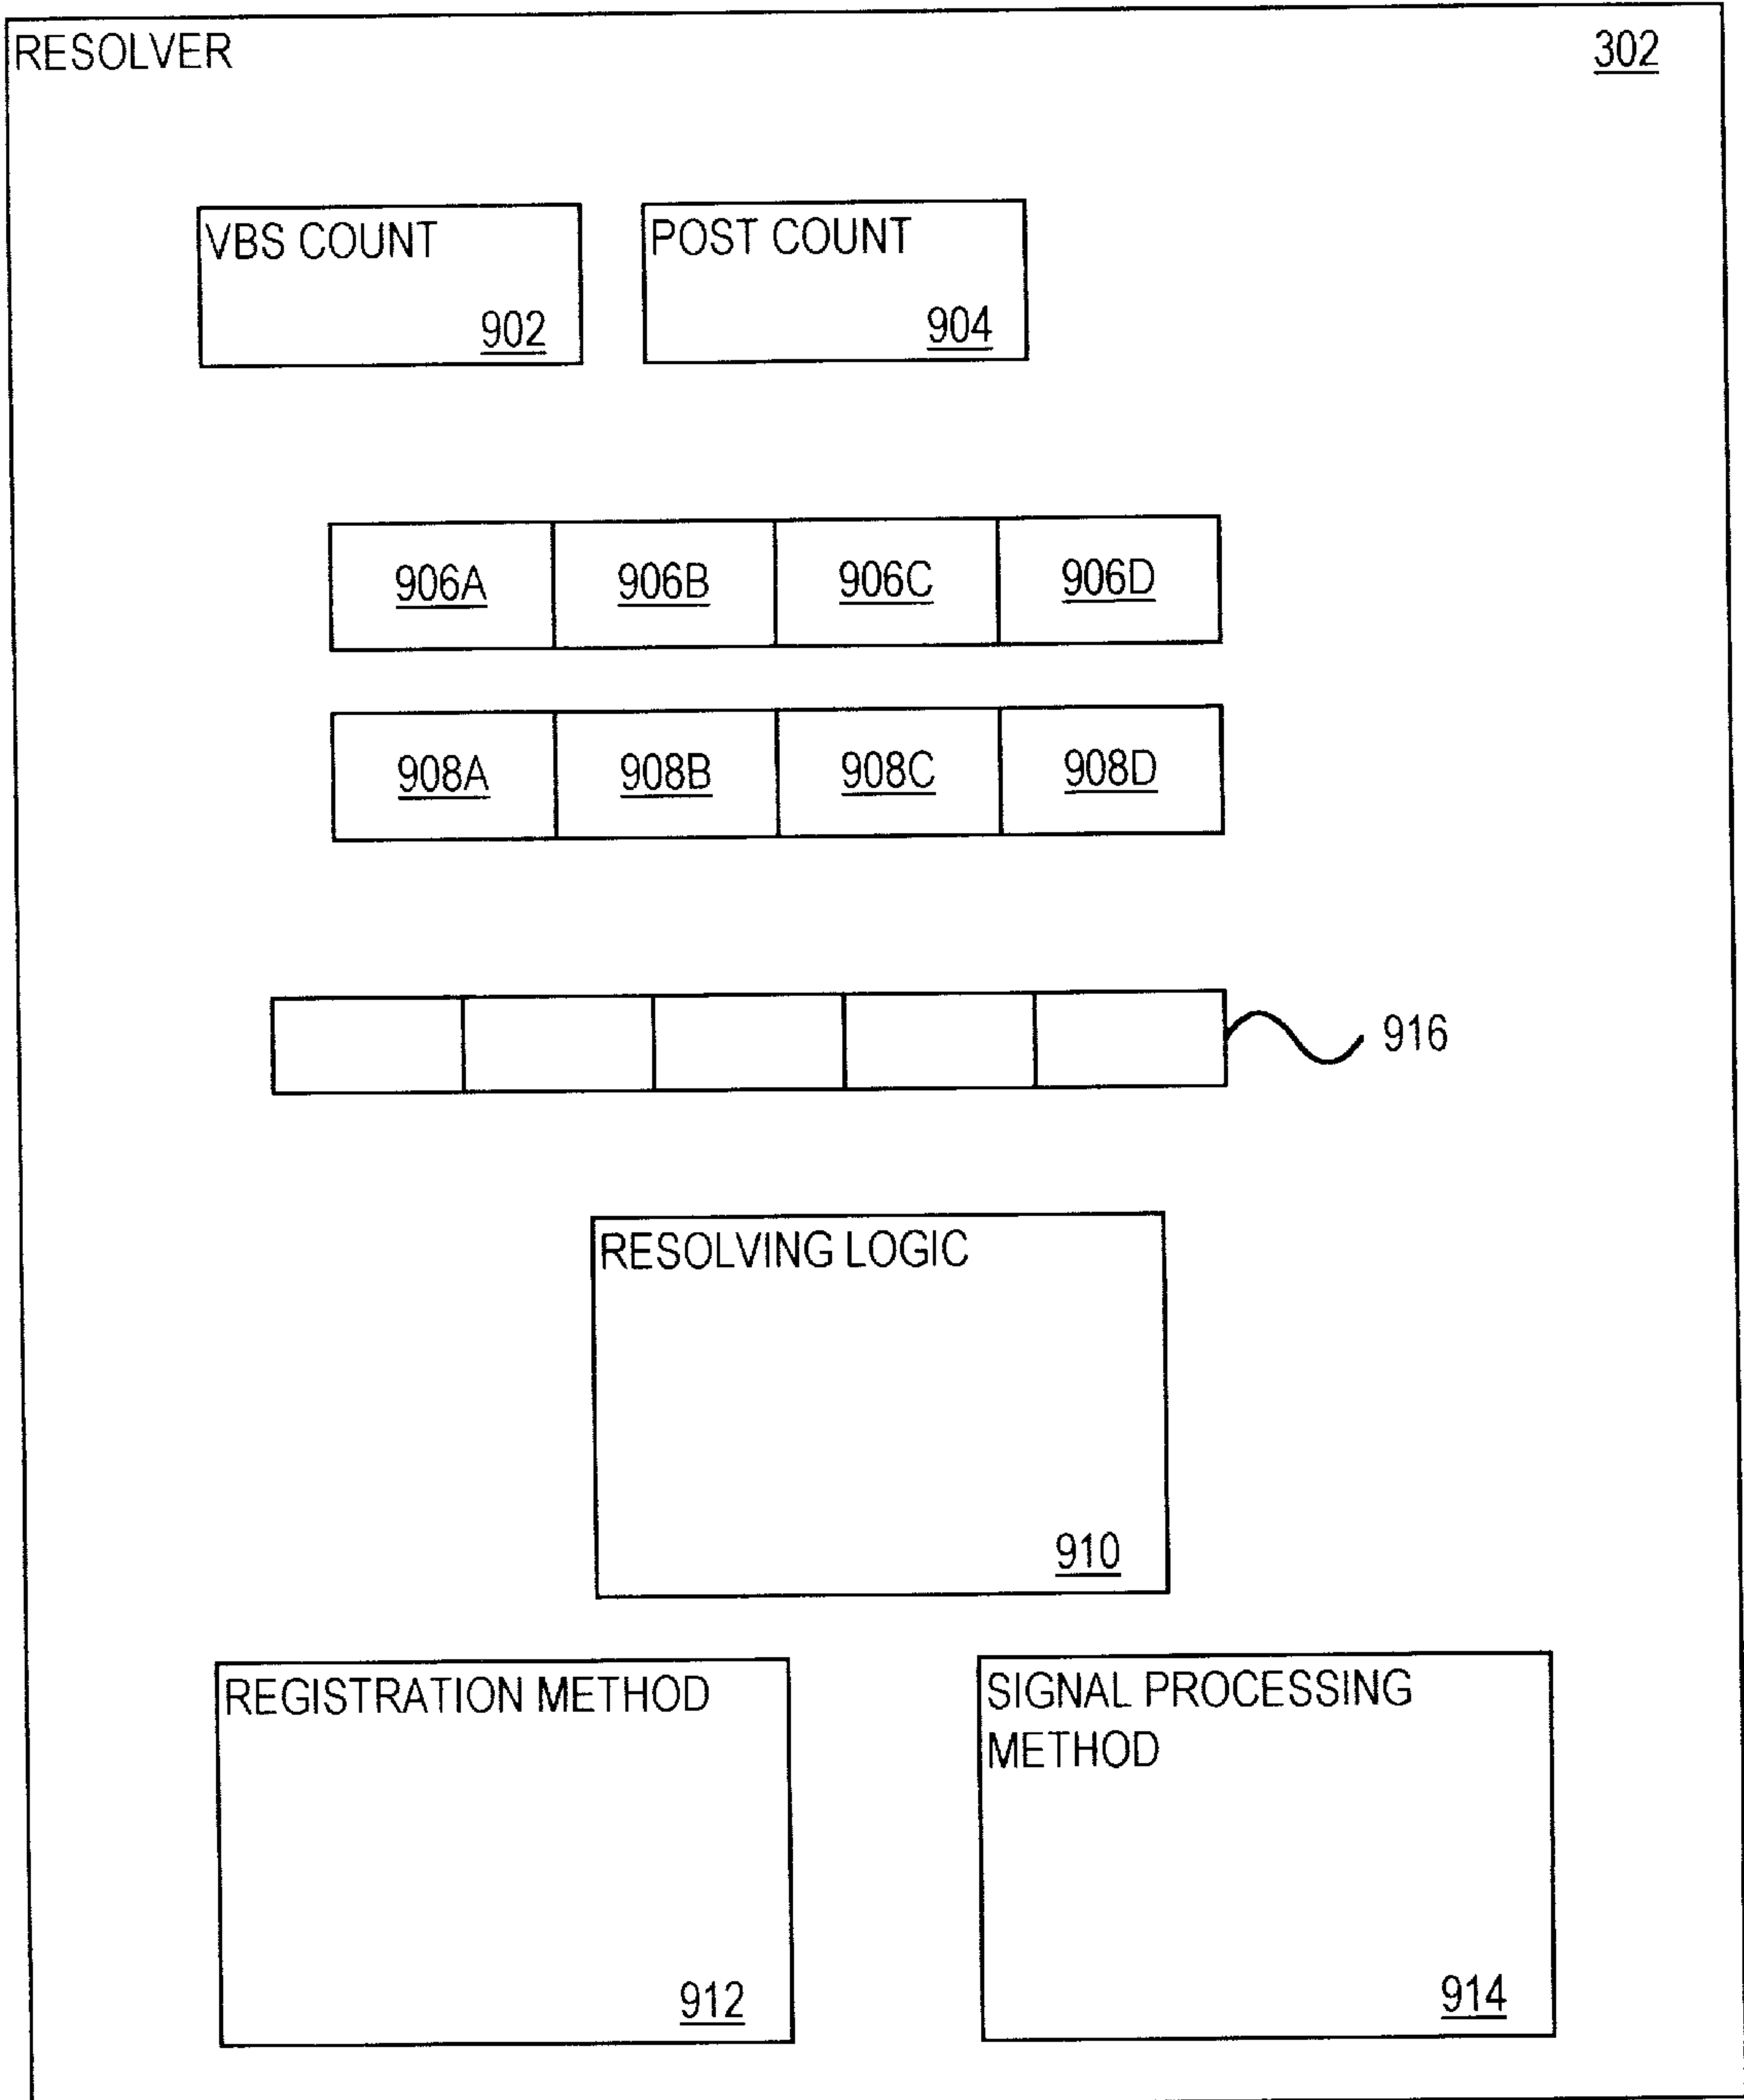 RESOLVER 302
VBS COUNT
902
POST COUNT
904
906A 906B 906C 906D
908A 908B 908C 908D
916
RESOLVING LOGIC
910
REGISTRATION METHOD
912
SIGNAL PROCESSING
METHOD
914